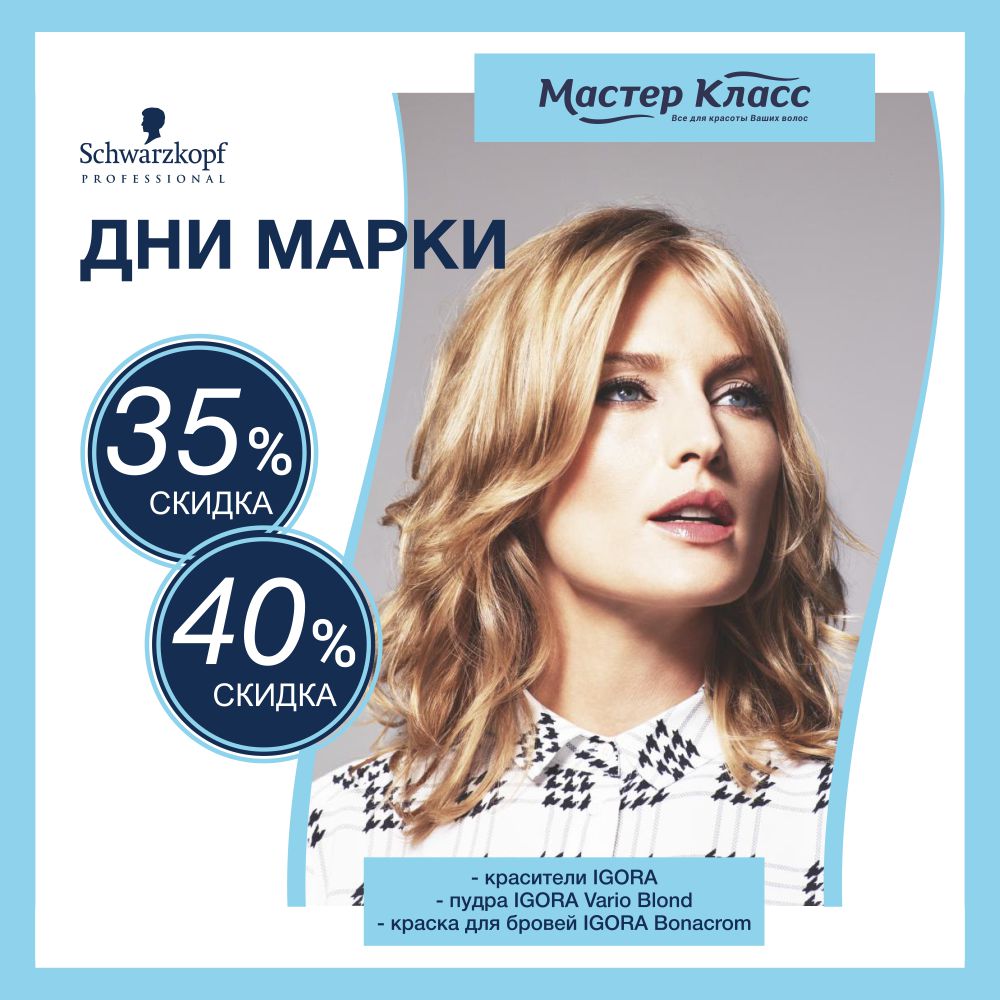 Мастер Класс
Все для красоты Ваших волос
Schwarzkopf
PROFESSIONAL
ДНИ МАРКИ
35%
СКИДКА
40%
СКИДКА
- красители IGORA
- пудра IGORA Vario Blond
- краска для бровей IGORA Bonacrom